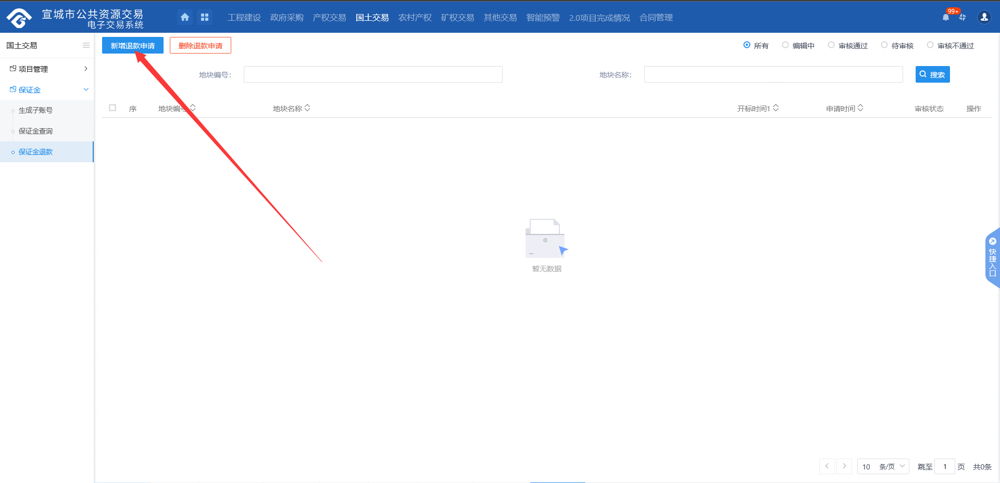 宣城市公共资源交易
电子交易系统
工程建设 政府采购 产权交易 国土交易 农村产权 矿权交易 其他交易 智能预警 2.0项目完成情况 合同管理
99+
国土交易
项目管理
保证金
生成子账号
保证金查询
保证金退款
新增退款申请 删除退款申请
所有 编辑中 审核通过 待审核 审核不通过
地块编号： 地块名称： 搜索
序 地块编号 地块名称 开标时间1 申请时间 审核状态 操作
暂无数据
快捷入口
10 条/页 跳至 1 页 共0条